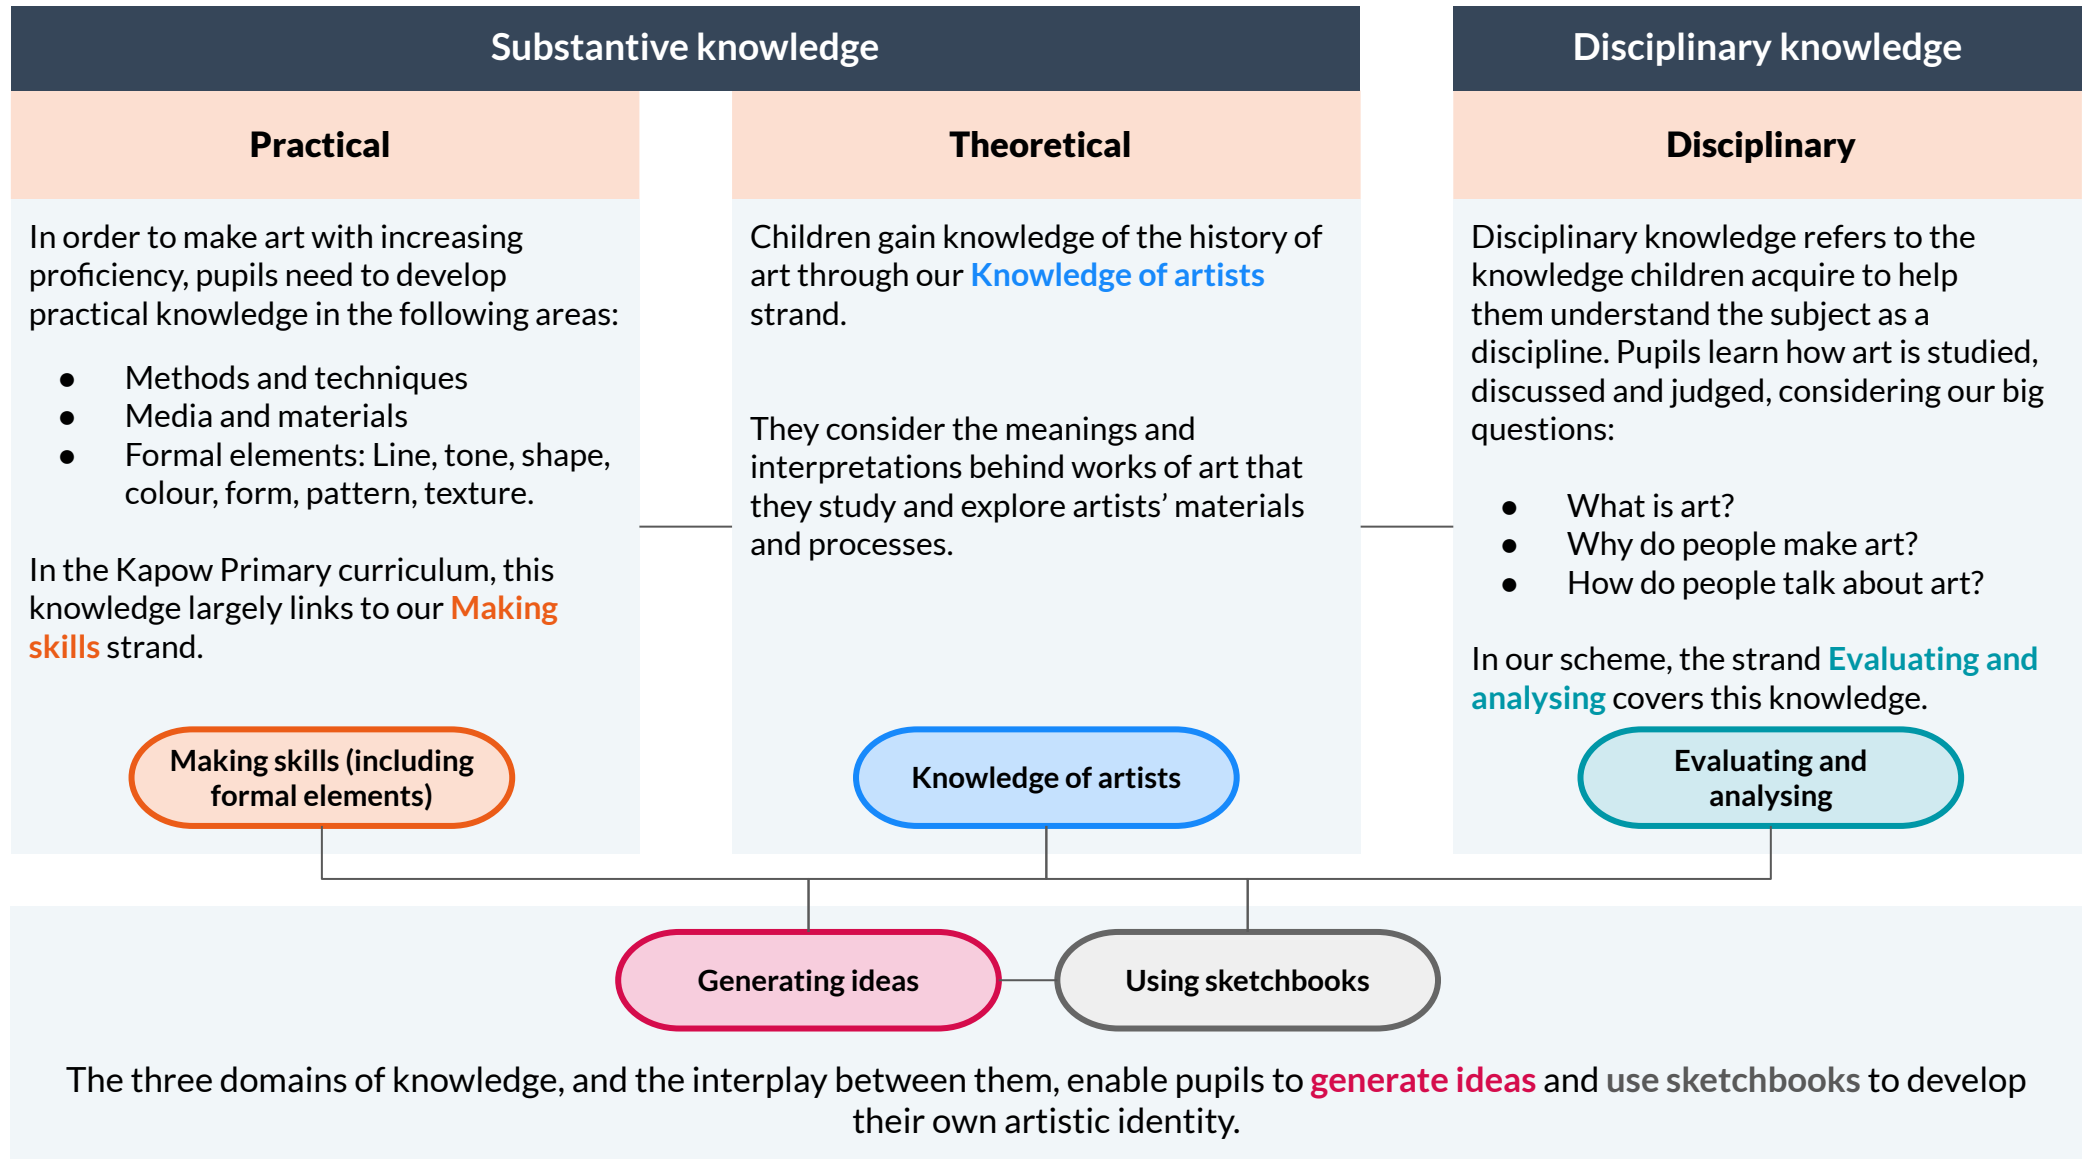 Substantive knowledge
Disciplinary knowledge
Practical
Theoretical
Disciplinary
In order to make art with increasing
proficiency, pupils need to develop
practical knowledge in the following areas:
● Methods and techniques
● Media and materials
● Formal elements: Line, tone, shape,
colour, form, pattern, texture.
In the Kapow Primary curriculum, this
knowledge largely links to our Making
skills strand.
Making skills (including
formal elements)
Children gain knowledge of the history of
art through our Knowledge of artists
strand.
They consider the meanings and
interpretations behind works of art that
they study and explore artists’ materials
and processes.
Knowledge of artists
Disciplinary knowledge refers to the
knowledge children acquire to help
them understand the subject as a
discipline. Pupils learn how art is studied,
discussed and judged, considering our big
questions:
● What is art?
● Why do people make art?
● How do people talk about art?
In our scheme, the strand Evaluating and
analysing covers this knowledge.
Evaluating and
analysing
Generating ideas
Using sketchbooks
The three domains of knowledge, and the interplay between them, enable pupils to generate ideas and use sketchbooks to develop
their own artistic identity.